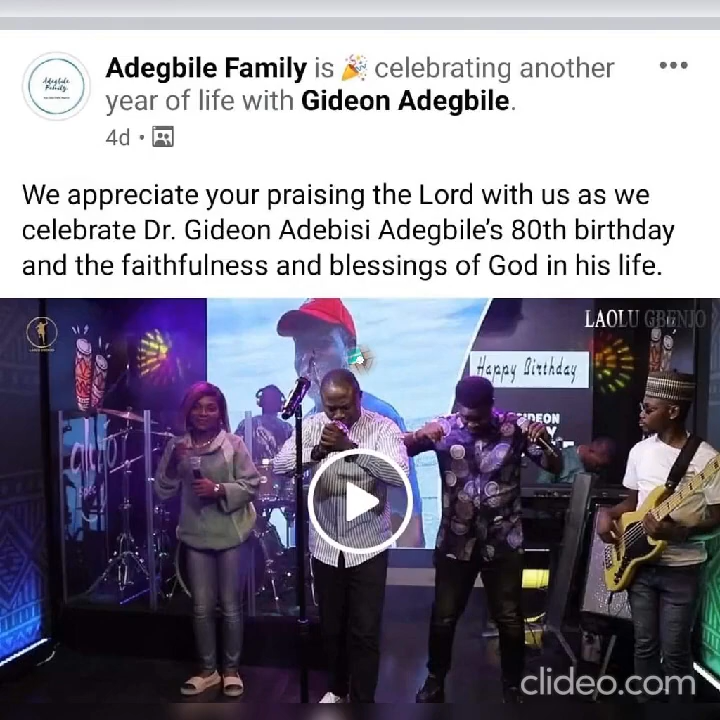 Adegbile Family is 🎉 celebrating another
year of life with Gideon Adegbile.
4d •
We appreciate your praising the Lord with us as we
celebrate Dr. Gideon Adebisi Adegbile's 80th birthday
and the faithfulness and blessings of God in his life.
LAOLU GBENJO
Happy Birthday
clideo.com